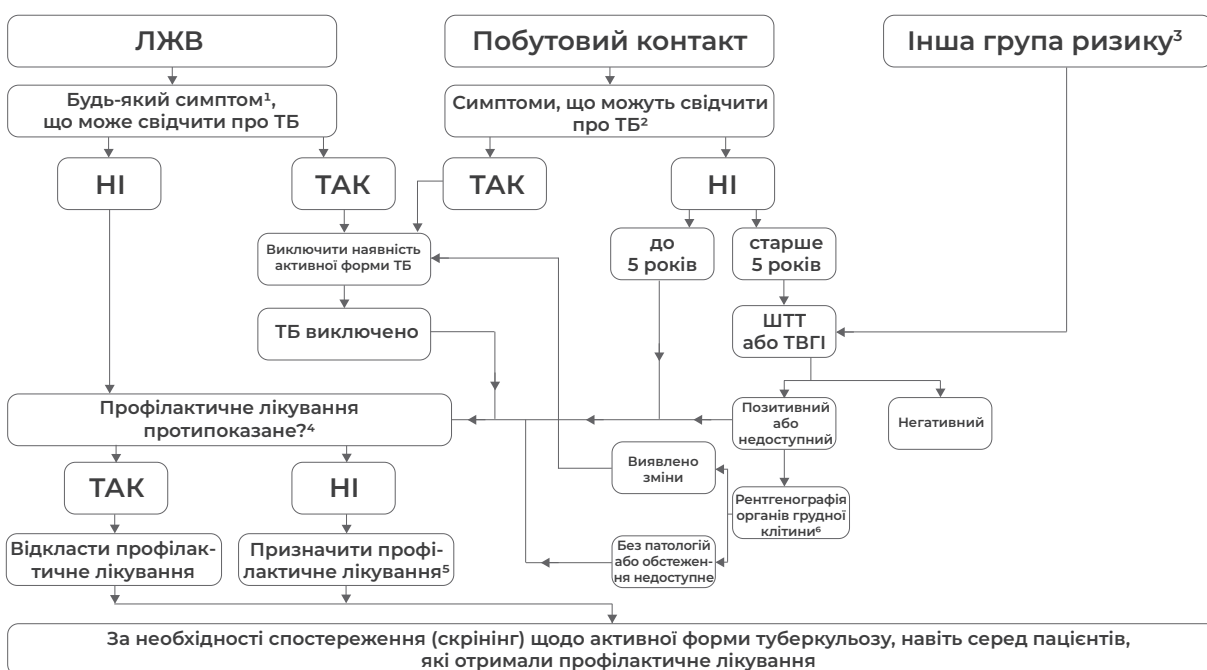 ЛЖВ
Побутовий контакт
Інша група ризику³
Будь-який симптом¹,
що може свідчити про ТБ
Симптоми, що можуть свідчити
про ТБ²
НІ
ТАК
ТАК
НІ
Виключити наявність
активної форми ТБ
до
5 років
старше
5 років
ТБ виключено
ШТТ
або ТВГІ
Профілактичне лікування
протипоказане?⁴
Позитивний
або
недоступний
Негативний
ТАК
НІ
Виявлено
зміни
Рентгенографія
органів грудної
клітини⁶
Відкласти профілак-
тичне лікування
Призначити профі-
лактичне лікування⁵
Без патологій
або обстежен-
ня недоступне
За необхідності спостереження (скрінінг) щодо активної форми туберкульозу, навіть серед пацієнтів,
які отримали профілактичне лікування